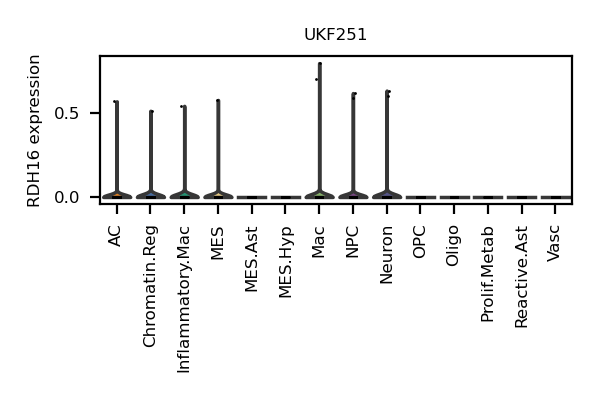 UKF251
RDH16 expression
0.5
0.0
AC
Chromatin.Reg
Inflammatory.Mac
MES
MES.Ast
MES.Hyp
Mac
NPC
Neuron
OPC
Oligo
Prolif.Metab
Reactive.Ast
Vasc